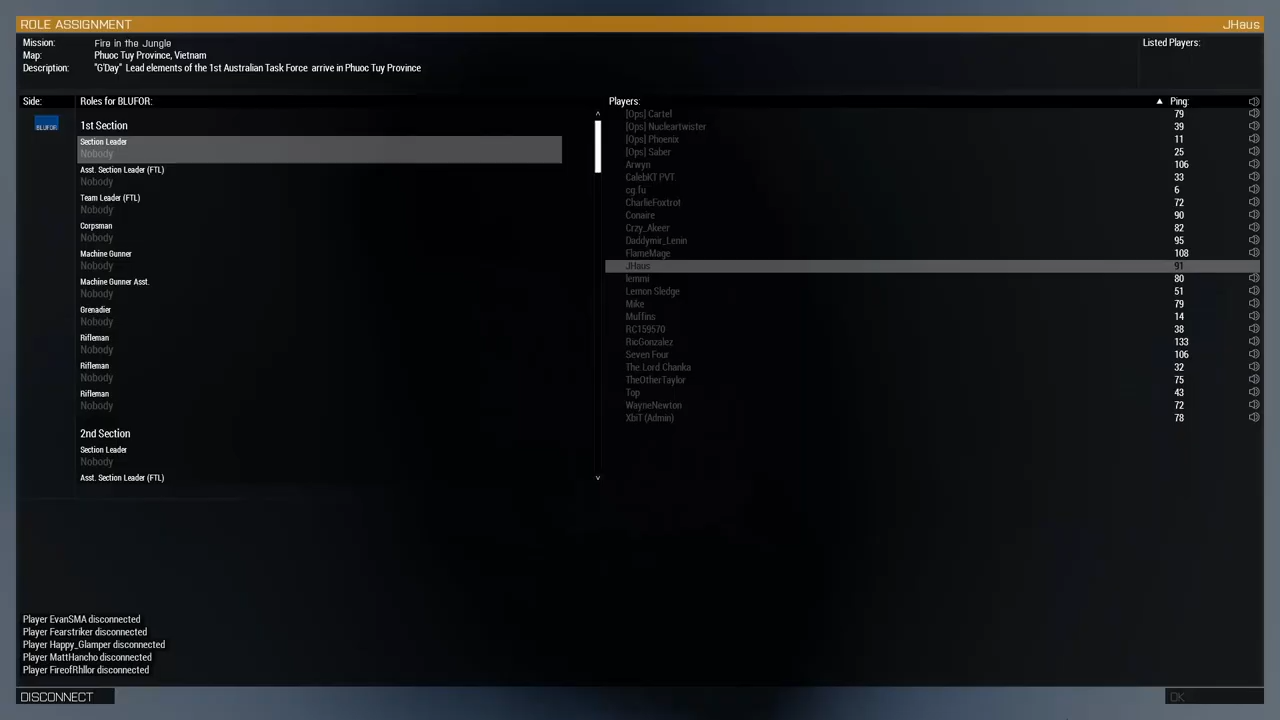 ROLE ASSIGNMENT JHaus
Mission: Fire in the Jungle Listed Players:
Map: Phuoc Tuy Province, Vietnam
Description: "G'Day" Lead elements of the 1st Australian Task Force arrive in Phuoc Tuy Province
Side: Roles for BLUFOR: Players: Ping:
BLUFOR
1st Section
Section Leader
Nobody
Asst. Section Leader (FTL)
Nobody
Team Leader (FTL)
Nobody
Corpsman
Nobody
Machine Gunner
Nobody
Machine Gunner Asst.
Nobody
Grenadier
Nobody
Rifleman
Nobody
Rifleman
Nobody
Rifleman
Nobody
2nd Section
Section Leader
Nobody
Asst. Section Leader (FTL)
[Ops] Cartel 79
[Ops] Nucleartwister 39
[Ops] Phoenix 11
[Ops] Saber 25
Arwyn 106
CalebKT PVT 33
cg.fu 6
CharlieFoxtrot 72
Conaire 90
Crzy_Akeer 82
Daddymir_Lenin 95
FlameMage 108
JHaus 91
lemmi 80
Lemon Sledge 51
Mike 79
Muffins 14
RC159570 38
RioGonzalez 133
Seven Four 106
The.Lord.Chanka 32
TheOtherTaylor 75
Top 43
WayneNewton 72
XbiT (Admin) 78
Player EvanSMA disconnected
Player Fearstriker disconnected
Player Happy_Glamper disconnected
Player MattHancho disconnected
Player FireofRhllor disconnected
DISCONNECT OK